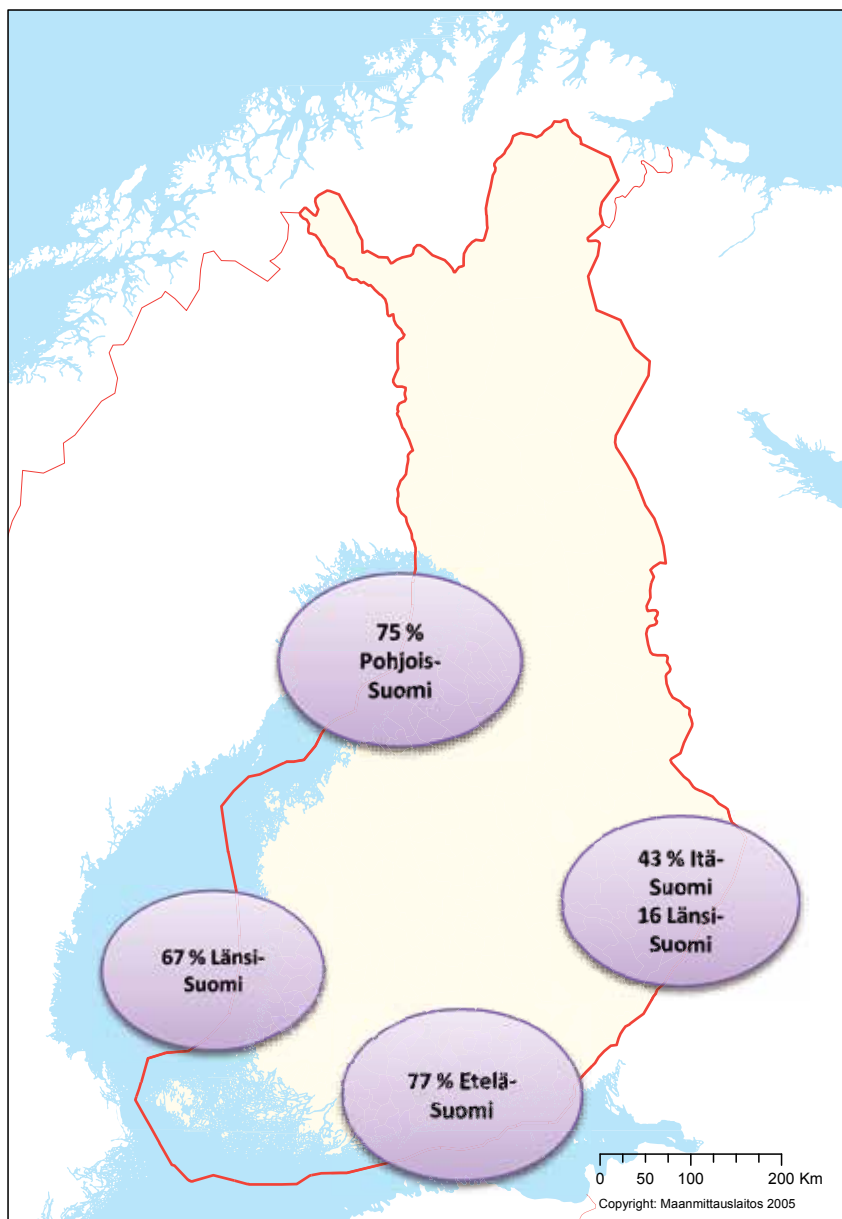 75 %
Pohjois-
Suomi
43 % Itä-
Suomi
16 Länsi-
Suomi
67 % Länsi-
Suomi
77 % Etelä-
Suomi
0 50 100 200 Km
Copyright: Maanmittauslaitos 2005